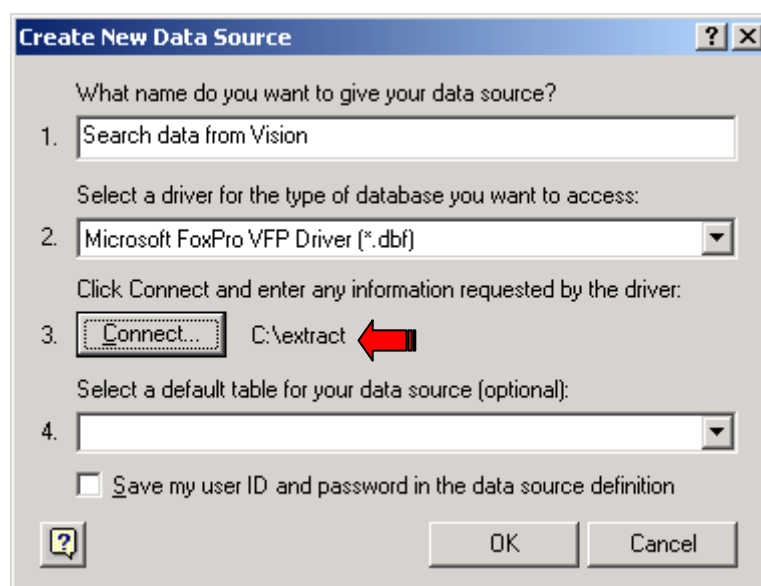 Create New Data Source
What name do you want to give your data source?
1. Search data from Vision
Select a driver for the type of database you want to access:
2. Microsoft FoxPro VFP Driver (*.dbf)
Click Connect and enter any information requested by the driver:
3. Connect... C:\extract
Select a default table for your data source (optional):
4.
Save my user ID and password in the data source definition
OK Cancel